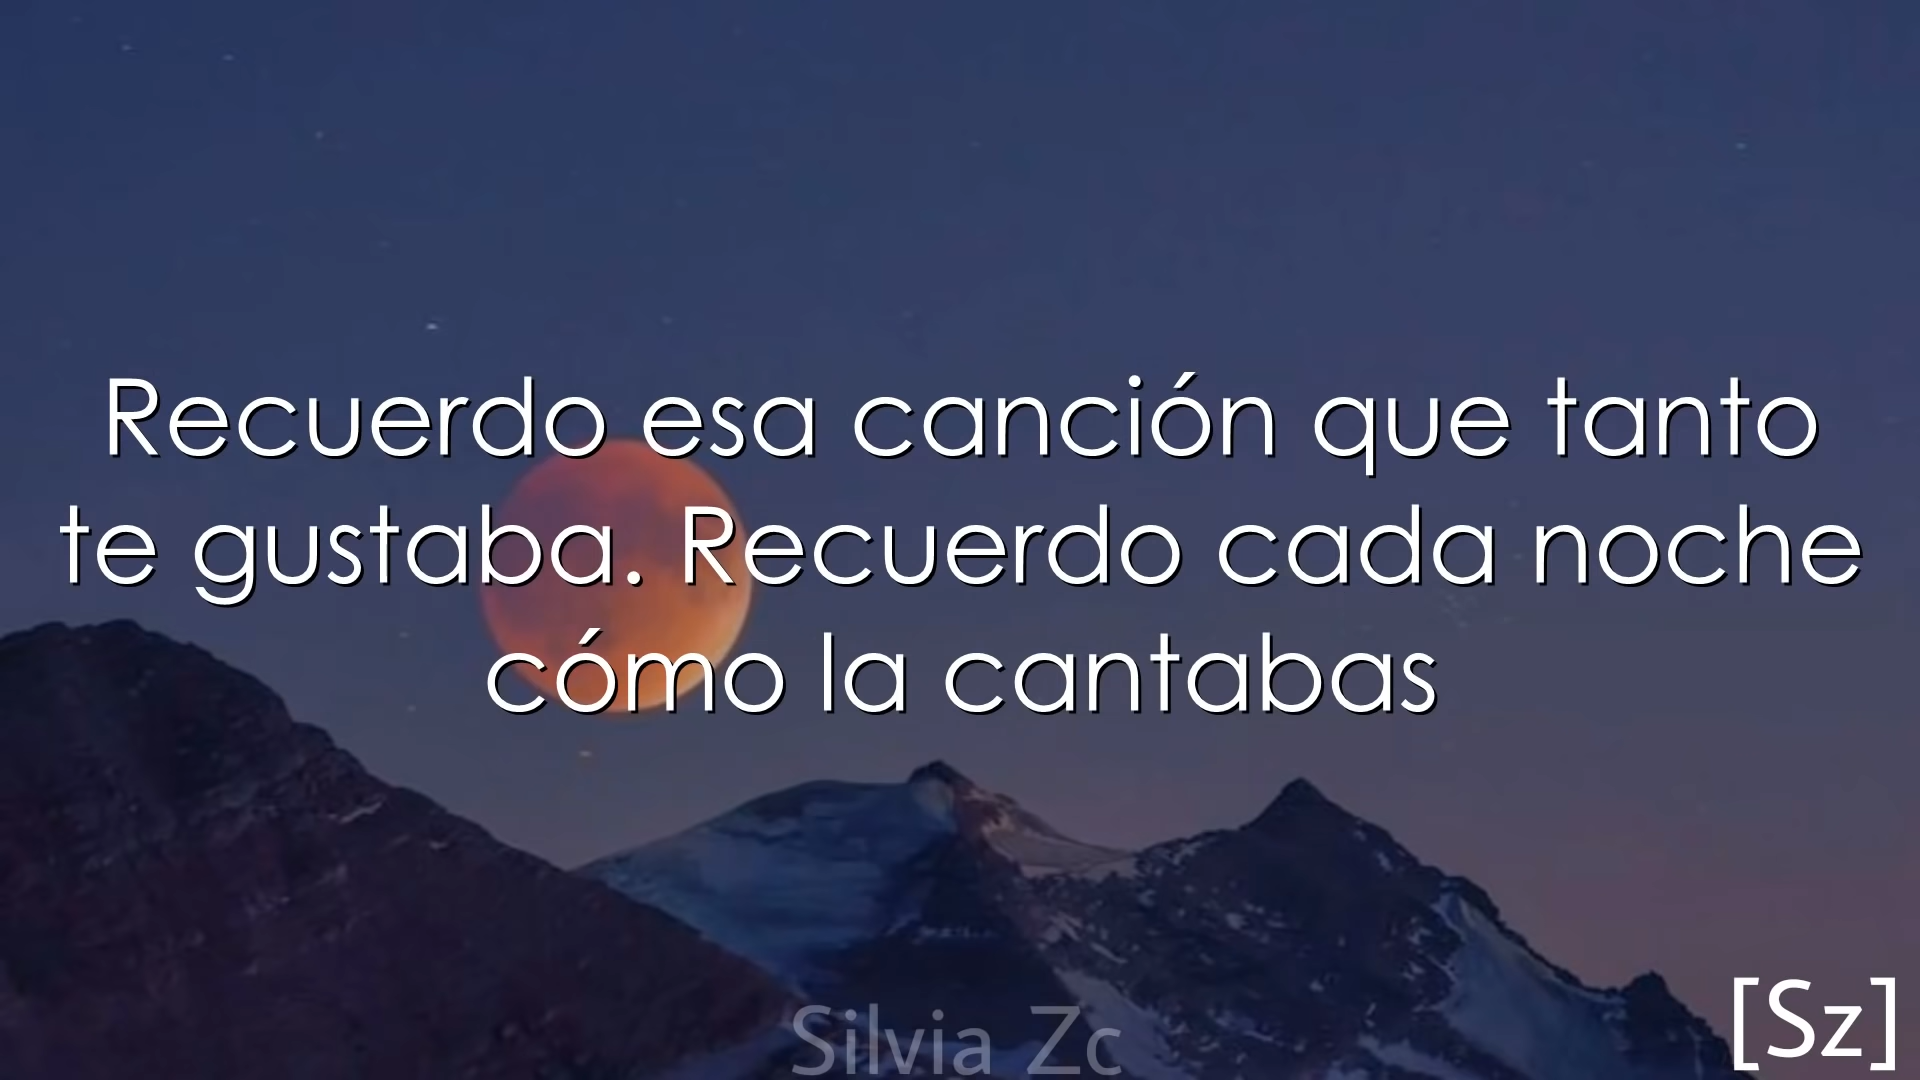 Recuerdo esa canción que tanto
te gustaba. Recuerdo cada noche
cómo la cantabas
Silvia Zc
[Sz]